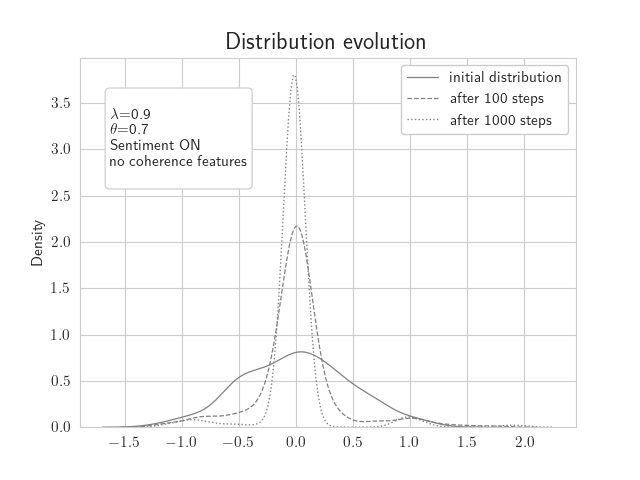 Distribution evolution
initial distribution
after 100 steps
after 1000 steps
λ=0.9
θ=0.7
Sentiment ON
no coherence features
Density
3.5
3.0
2.5
2.0
1.5
1.0
0.5
0.0
−1.5 −1.0 −0.5 0.0 0.5 1.0 1.5 2.0